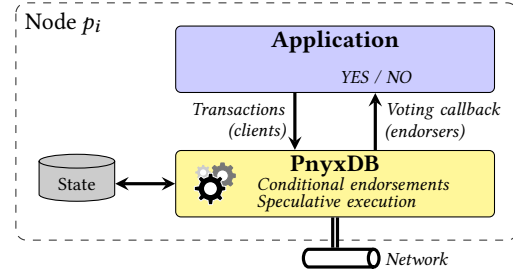 Node p_i
Application
YES / NO
Transactions
(clients)
Voting callback
(endorsers)
PnyxDB
Conditional endorsements
Speculative execution
State
Network